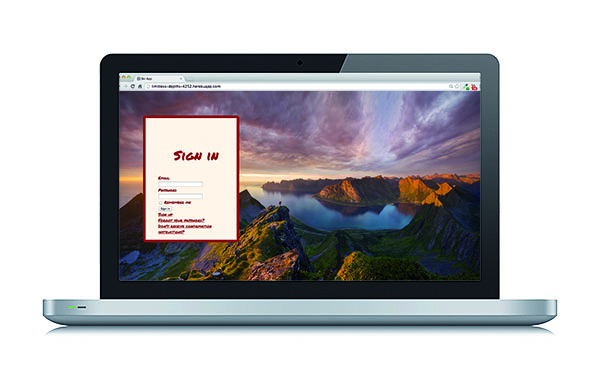 Bar App
limitless-depths-4252.herokuapp.com
Sign in
Email
Password
Remember me
Sign in
Sign up
Forgot your password?
Didn't receive confirmation
instructions?